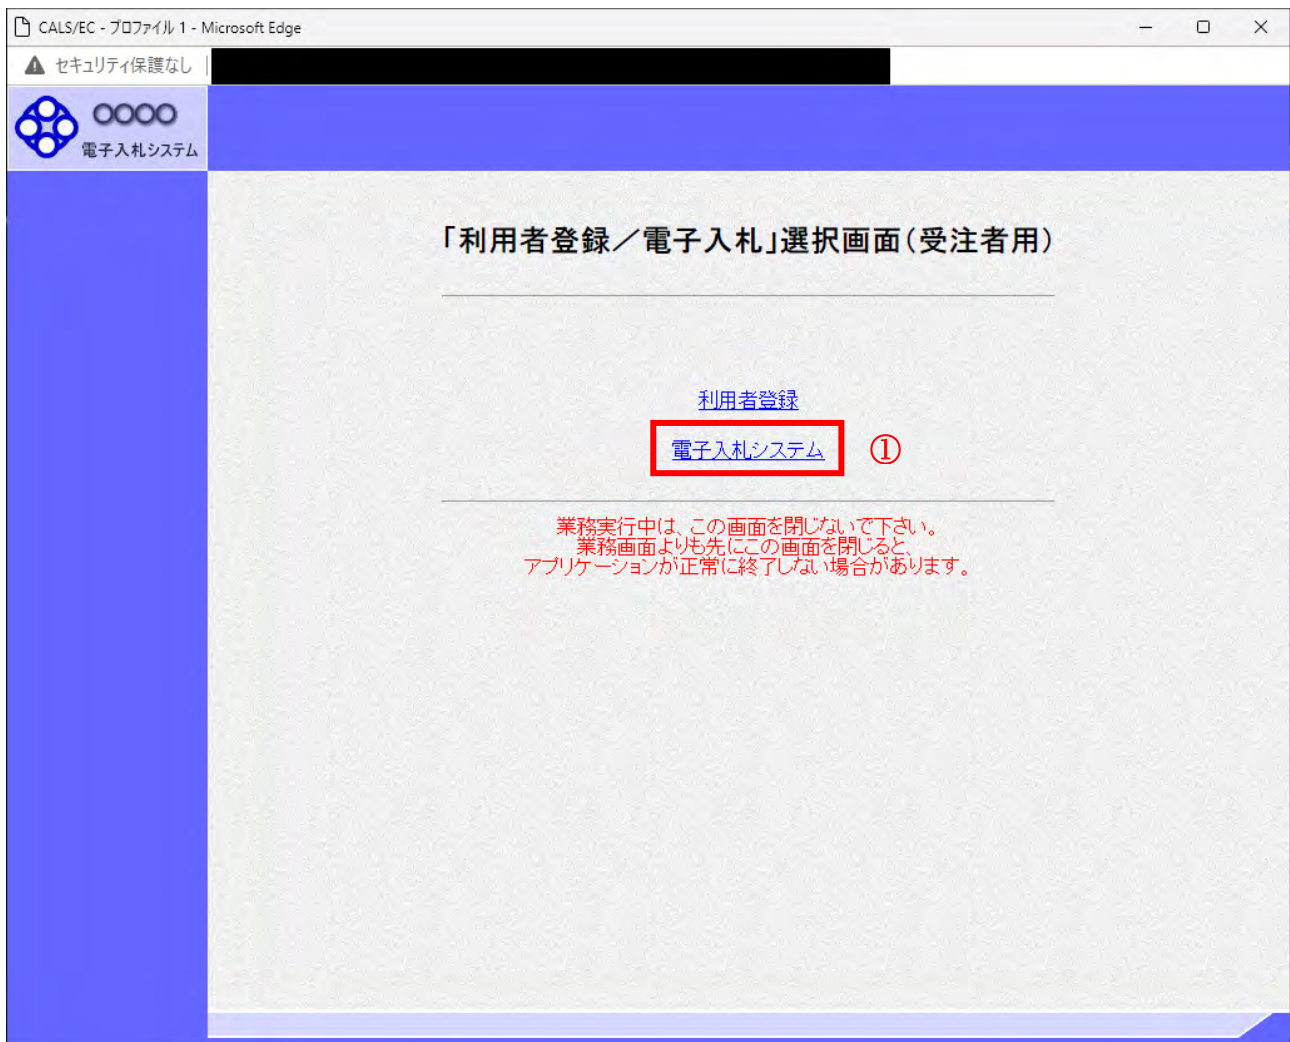 CALS/EC - プロファイル 1 - Microsoft Edge
セキュリティ保護なし
○○○○
電子入札システム
「利用者登録／電子入札」選択画面（受注者用）
利用者登録
電子入札システム ①
業務実行中は、この画面を閉じないで下さい。
業務画面よりも先にこの画面を閉じると、
アプリケーションが正常に終了しない場合があります。